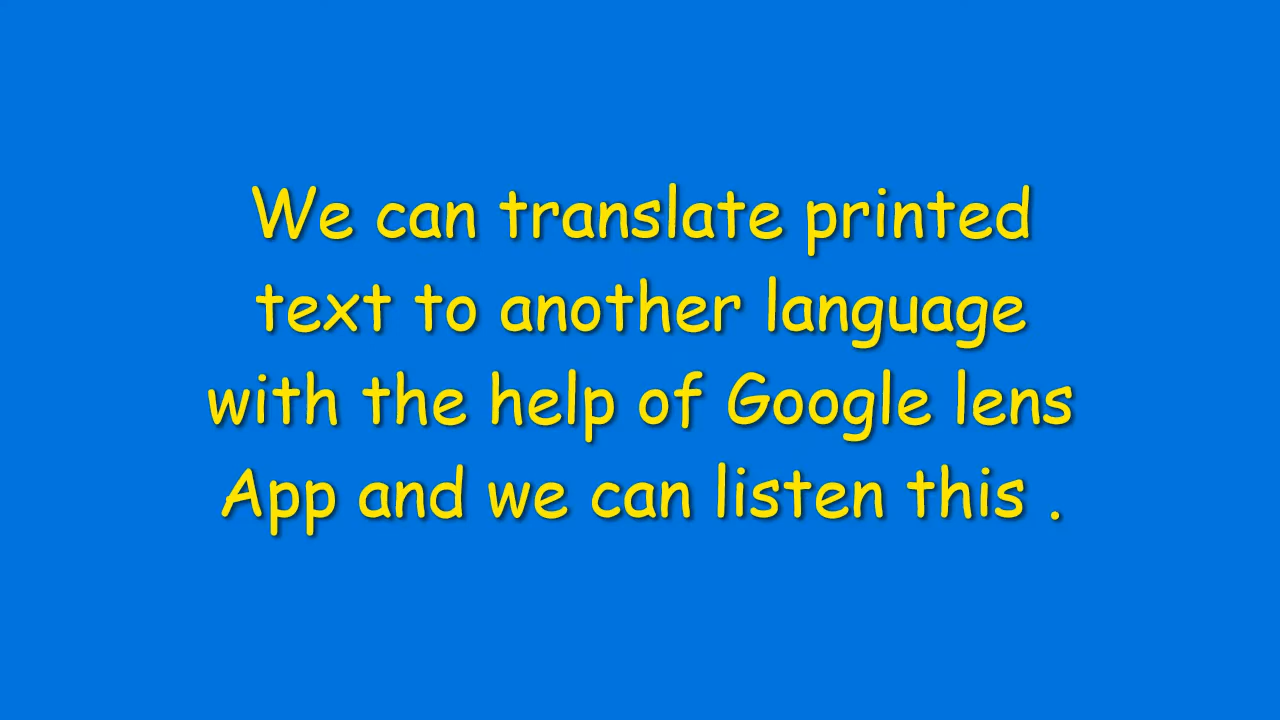 We can translate printed
text to another language
with the help of Google lens
App and we can listen this .